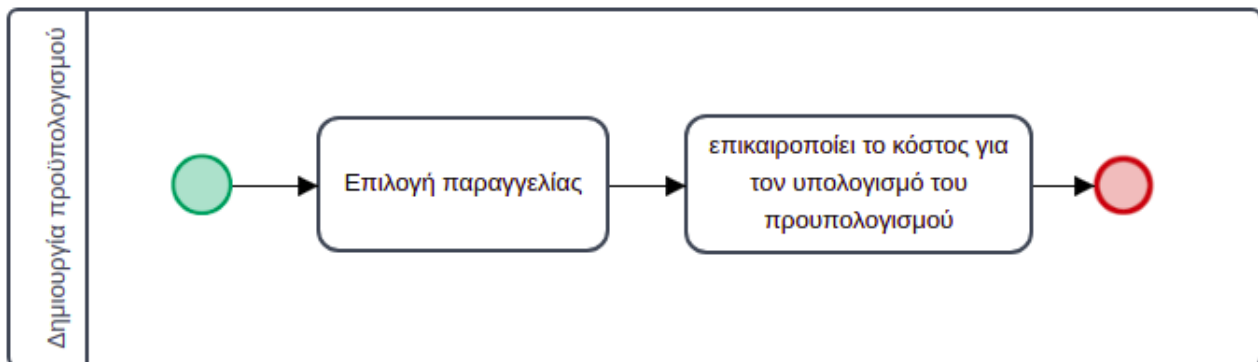 Δημιουργία προϋπολογισμού
Επιλογή παραγγελίας
επικαιροποίει το κόστος για
τον υπολογισμό του
προυπολογισμού